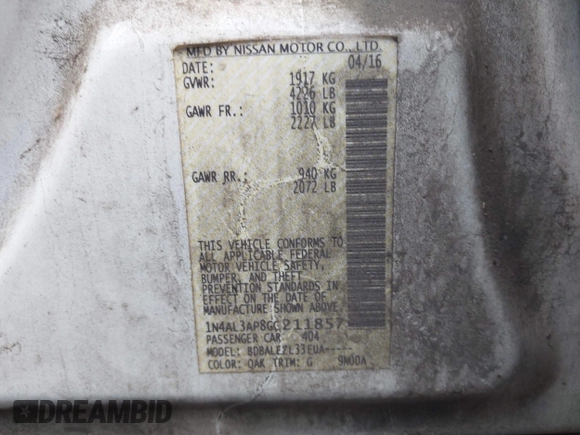 MFD BY NISSAN MOTOR CO., LTD.
DATE: 04/16
GVWR: 1917 KG
4226 LB
GAWR FR.: 1010 KG
2227 LB
GAWR RR.: 940 KG
2072 LB
THIS VEHICLE CONFORMS TO
ALL APPLICABLE FEDERAL
MOTOR VEHICLE SAFETY,
BUMPER, AND THEFT
PREVENTION STANDARDS IN
EFFECT ON THE DATE OF
MANUFACTURE SHOWN ABOVE.
1N4AL3AP8GC211857
PASSENGER CAR: 404
MODEL: BDBALEZL33EUA-----
COLOR: QAK TRIM: G 9N00A
DREAMBID